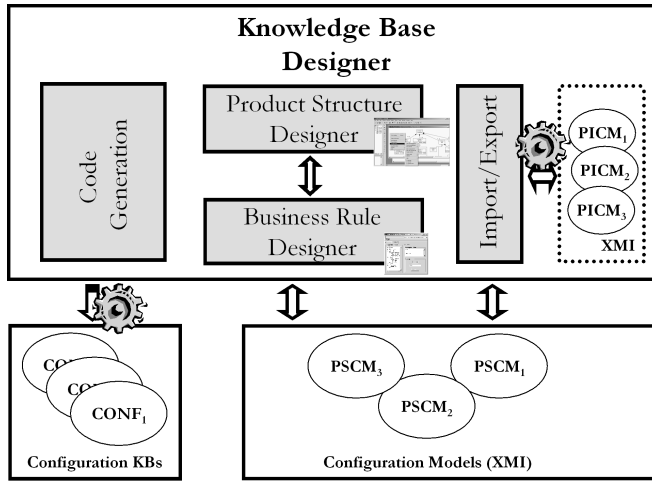 Knowledge Base
Designer
Code
Generation
Product Structure
Designer
Business Rule
Designer
Import/Export
PICM₁
PICM₂
PICM₃
XMI
CONF₁
Configuration KBs
PSCM₃
PSCM₂
PSCM₁
Configuration Models (XMI)